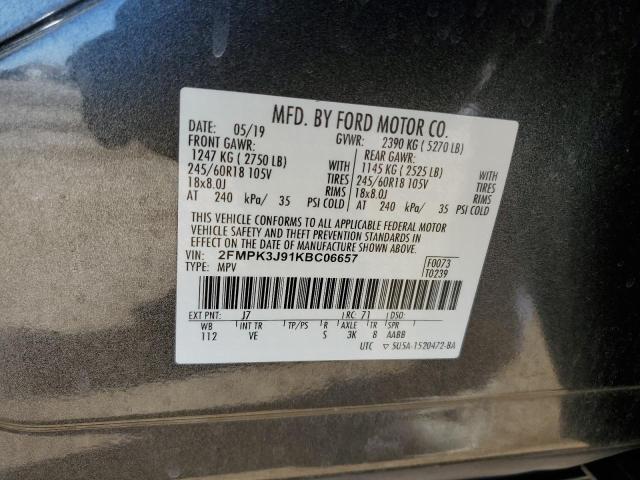 MFD. BY FORD MOTOR CO.
DATE: 05/19 GVWR: 2390 KG ( 5270 LB)
FRONT GAWR: REAR GAWR:
1247 KG ( 2750 LB) WITH 1145 KG ( 2525 LB) WITH
245/60R18 105V TIRES 245/60R18 105V TIRES
18x8.0J RIMS 18x8.0J RIMS
AT 240 kPa/ 35 PSI COLD AT 240 kPa/ 35 PSI COLD
THIS VEHICLE CONFORMS TO ALL APPLICABLE FEDERAL MOTOR
VEHICLE SAFETY AND THEFT PREVENTION STANDARDS IN
EFFECT ON THE DATE OF MANUFACTURE SHOWN ABOVE.
VIN: 2FMPK3J91KBC06657 F0073
TYPE: MPV T0239
EXT PNT: J7 RC: 71 DSO:
WB INT TR TP/PS R AXLE TR SPR
112 VE S 3K 8 AABB
UTC ▽ 5U5A-1520472-BA